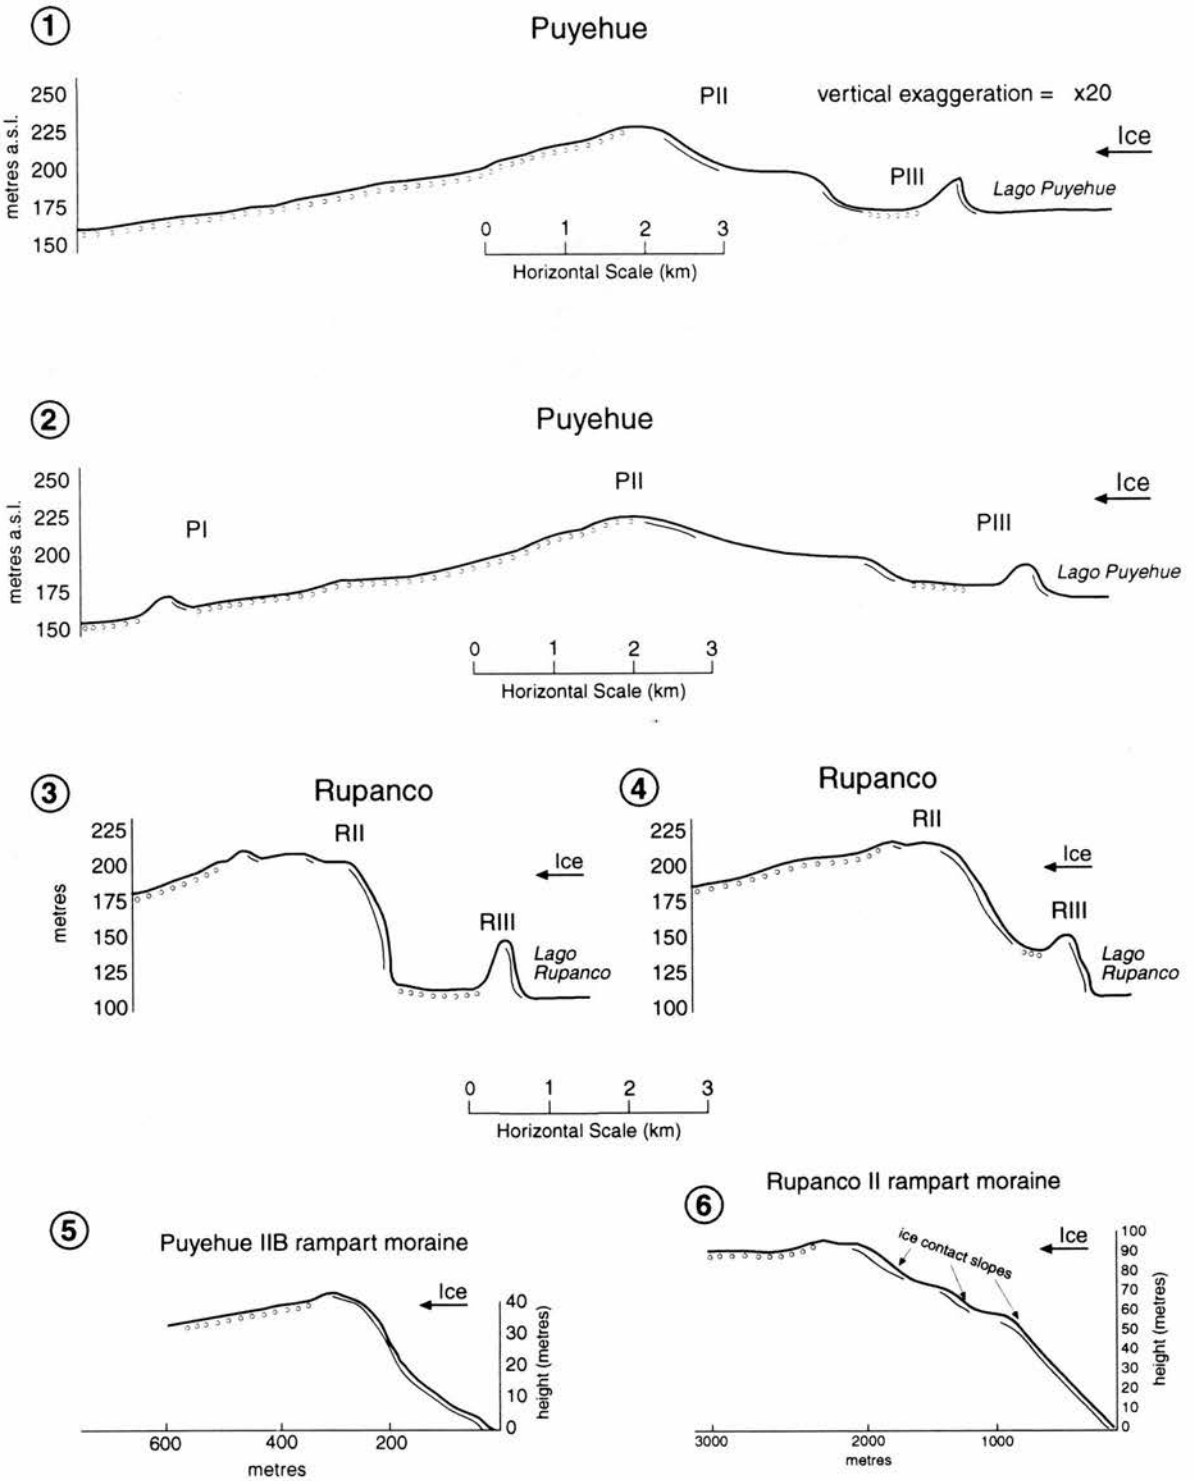 1
Puyehue
PII
vertical exaggeration = x20
Ice
PIII
Lago Puyehue
metres a.s.l.
250
225
200
175
150
0 1 2 3
Horizontal Scale (km)
2
Puyehue
PI
PII
PIII
Ice
Lago Puyehue
metres a.s.l.
250
225
200
175
150
0 1 2 3
Horizontal Scale (km)
3
Rupanco
RII
Ice
RIII
Lago
Rupanco
metres
225
200
175
150
125
100
4
Rupanco
RII
Ice
RIII
Lago
Rupanco
225
200
175
150
125
100
0 1 2 3
Horizontal Scale (km)
5
Puyehue IIB rampart moraine
Ice
40
30
20
10
0
height (metres)
600 400 200
metres
6
Rupanco II rampart moraine
ice contact slopes
Ice
100
90
80
70
60
50
40
30
20
10
0
height (metres)
3000 2000 1000
metres